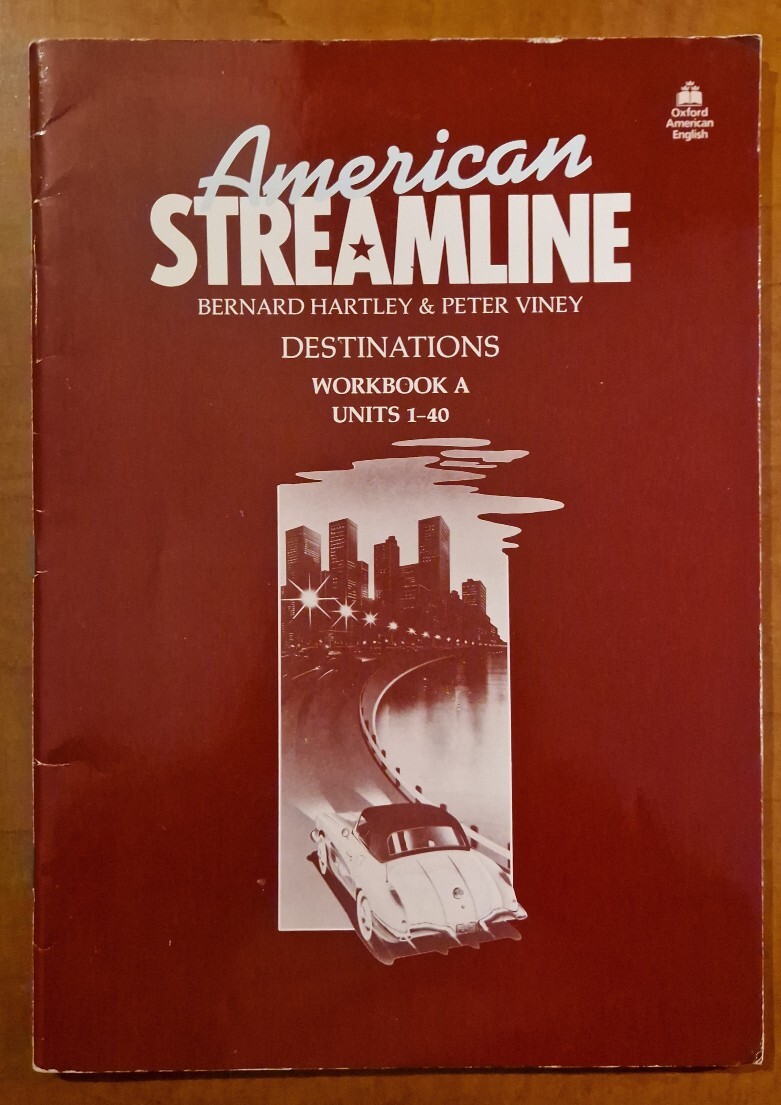 Oxford
American
English
American
STREAMLINE
BERNARD HARTLEY & PETER VINEY
DESTINATIONS
WORKBOOK A
UNITS 1–40